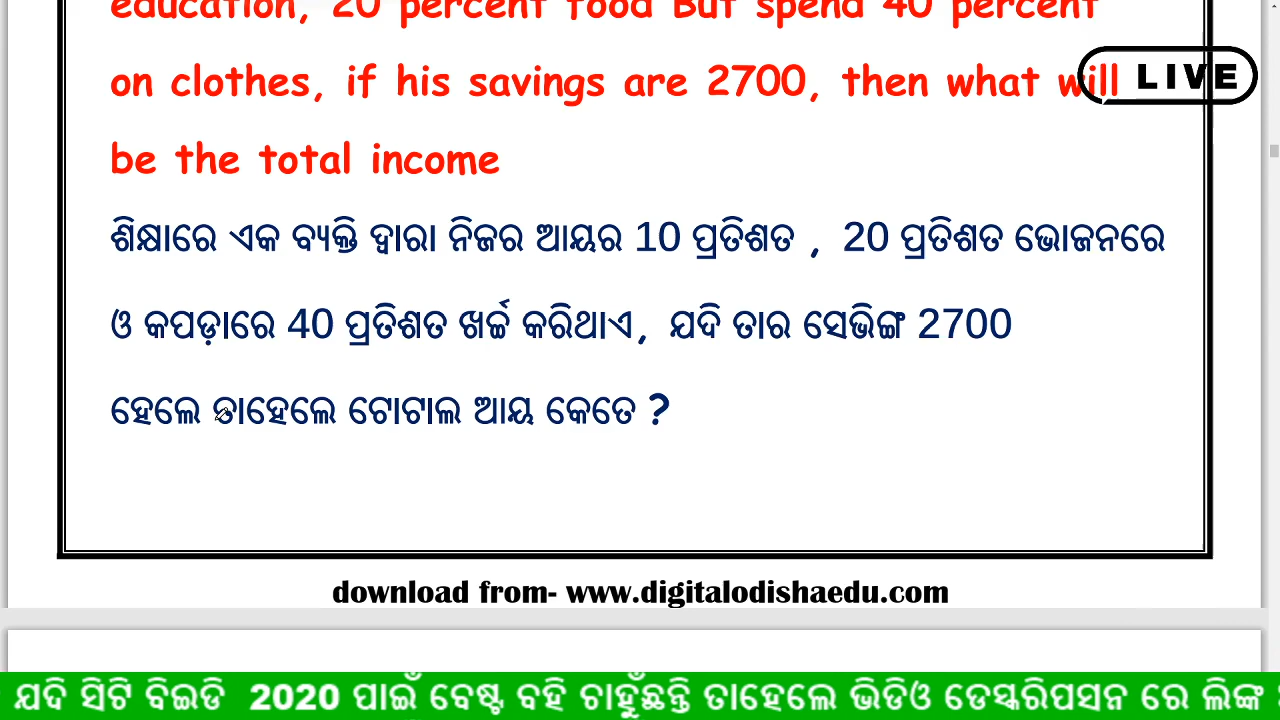 education, 20 percent food But spend 40 percent
on clothes, if his savings are 2700, then what will
LIVE
be the total income
ଶିକ୍ଷାରେ ଏକ ବ୍ୟକ୍ତି ଦ୍ୱାରା ନିଜର ଆୟର 10 ପ୍ରତିଶତ , 20 ପ୍ରତିଶତ ଭୋଜନରେ
ଓ କପଡ଼ାରେ 40 ପ୍ରତିଶତ ଖର୍ଚ୍ଚ କରିଥାଏ, ଯଦି ତାର ସେଭିଙ୍ଗ 2700
ହେଲେ ତାହେଲେ ଟୋଟାଲ ଆୟ କେତେ ?
download from- www.digitalodishaedu.com
ଯଦି ସିଟି ବିଇଡି 2020 ପାଇଁ ବେଷ୍ଟ ବହି ଚାହୁଁଛନ୍ତି ତାହେଲେ ଭିଡିଓ ଡେସ୍କରିପସନ ରେ ଲିଙ୍କ